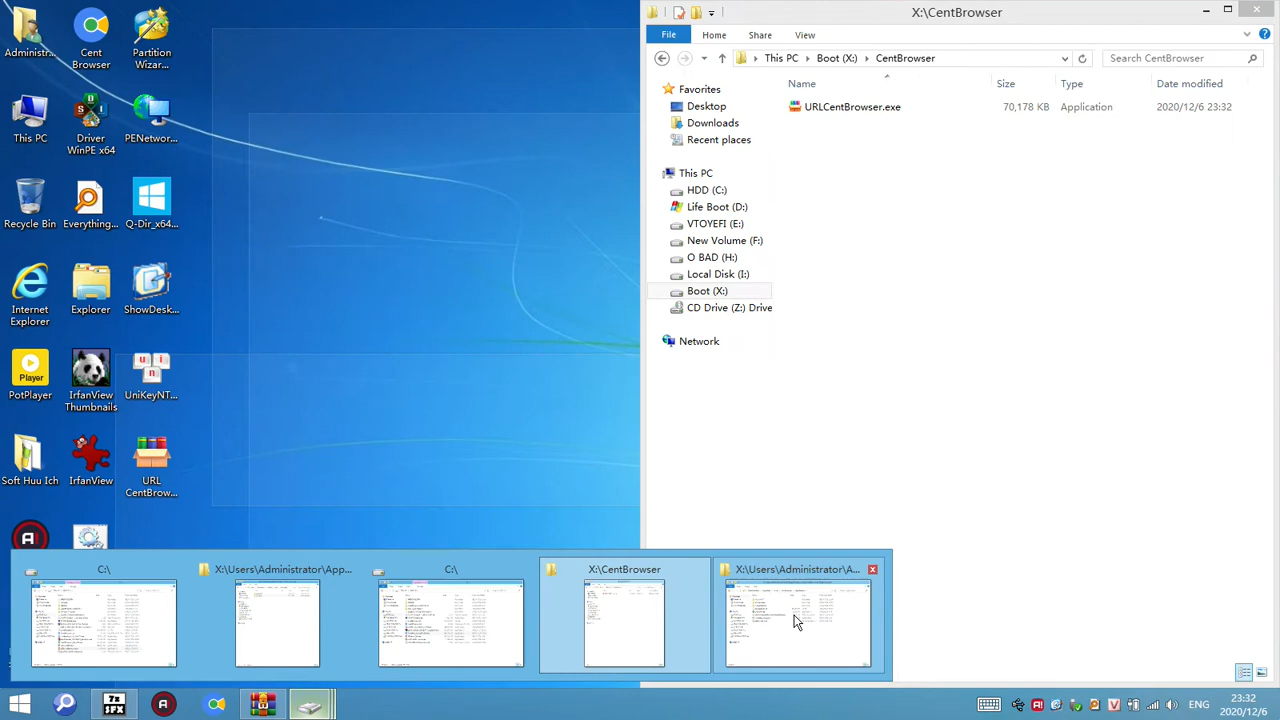 Administr...
Cent
Browser
Partition
Wizar...
This PC
Driver
WinPE x64
PENetwor...
Recycle Bin
Everything...
Q-Dir_x64...
Internet
Explorer
Explorer
ShowDesk...
Player
PotPlayer
IrfanView
Thumbnails
u i
n
UniKeyNT...
Soft Huu Ich
IrfanView
URL
CentBrow...
X:\CentBrowser
File
Home
Share
View
This PC
Boot (X:)
CentBrowser
Search CentBrowser
Name
Size
Type
Date modified
URLCentBrowser.exe
70,178 KB
Application
2020/12/6 23:32
Favorites
Desktop
Downloads
Recent places
This PC
HDD (C:)
Life Boot (D:)
VTOYEFI (E:)
New Volume (F:)
O BAD (H:)
Local Disk (I:)
Boot (X:)
CD Drive (Z:) Drive
Network
C:\
X:\Users\Administrator\App...
C:\
X:\CentBrowser
X:\Users\Administrator\A...
7z
SFX
ENG
23:32
2020/12/6